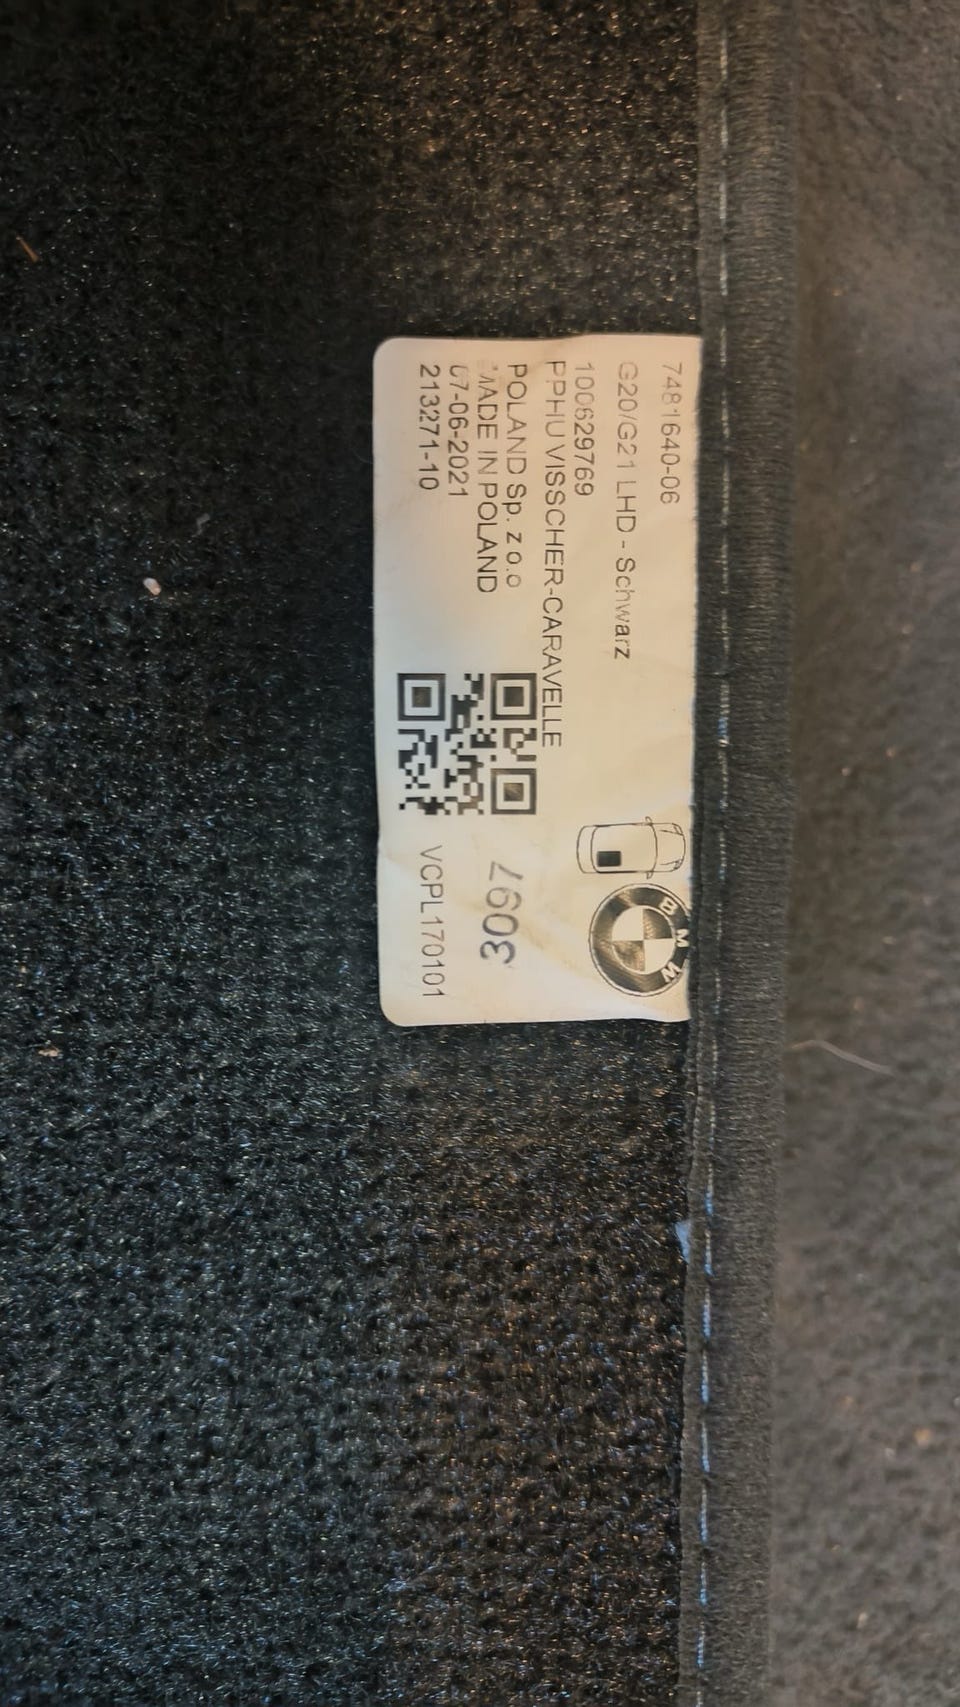 7481640-06
G20/G21 LHD - Schwarz
100629769
PPHU VISSCHER-CARAVELLE
POLAND Sp. z o.o
MADE IN POLAND
07-06-2021
213271-10
BMW
3097
VCPL170101